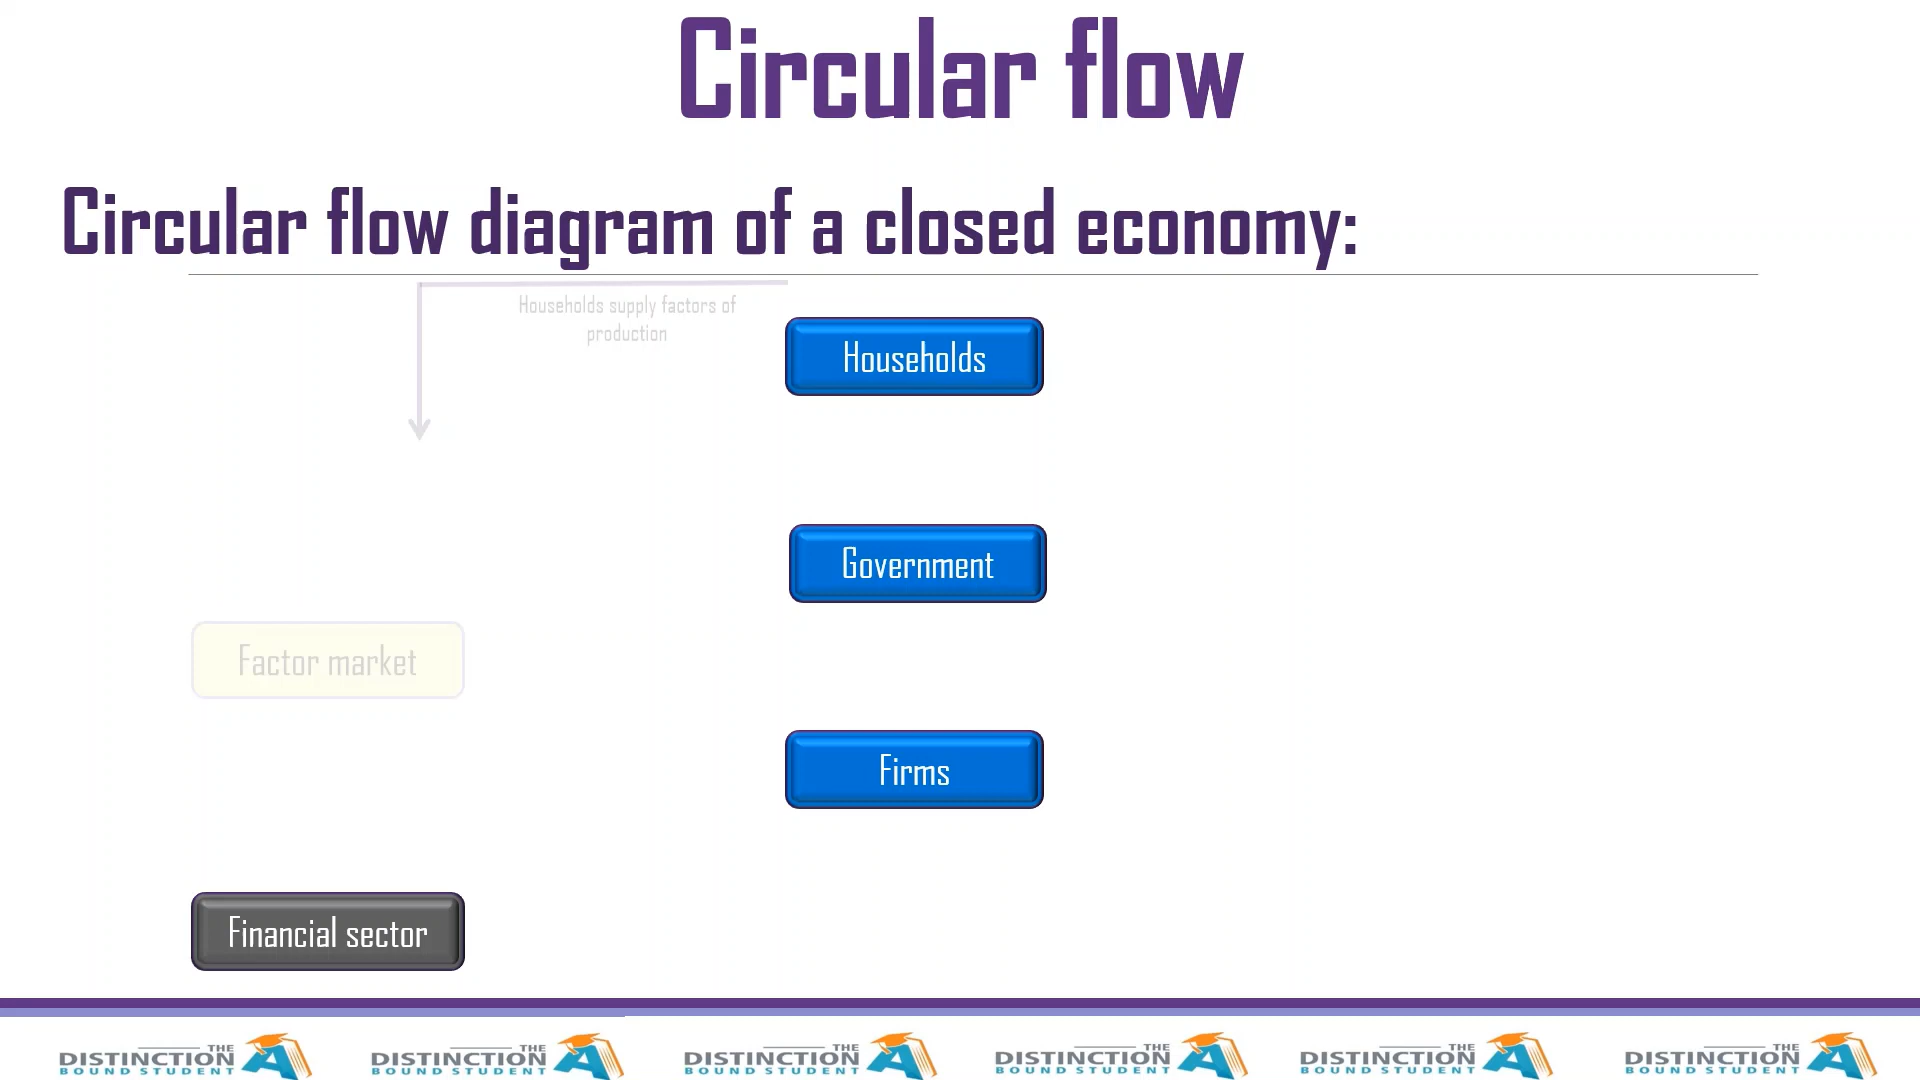 Circular flow
Circular flow diagram of a closed economy:
Households supply factors of
production
Households
Government
Factor market
Firms
Financial sector
THE
DISTINCTION
BOUND STUDENT
THE
DISTINCTION
BOUND STUDENT
THE
DISTINCTION
BOUND STUDENT
THE
DISTINCTION
BOUND STUDENT
THE
DISTINCTION
BOUND STUDENT
THE
DISTINCTION
BOUND STUDENT